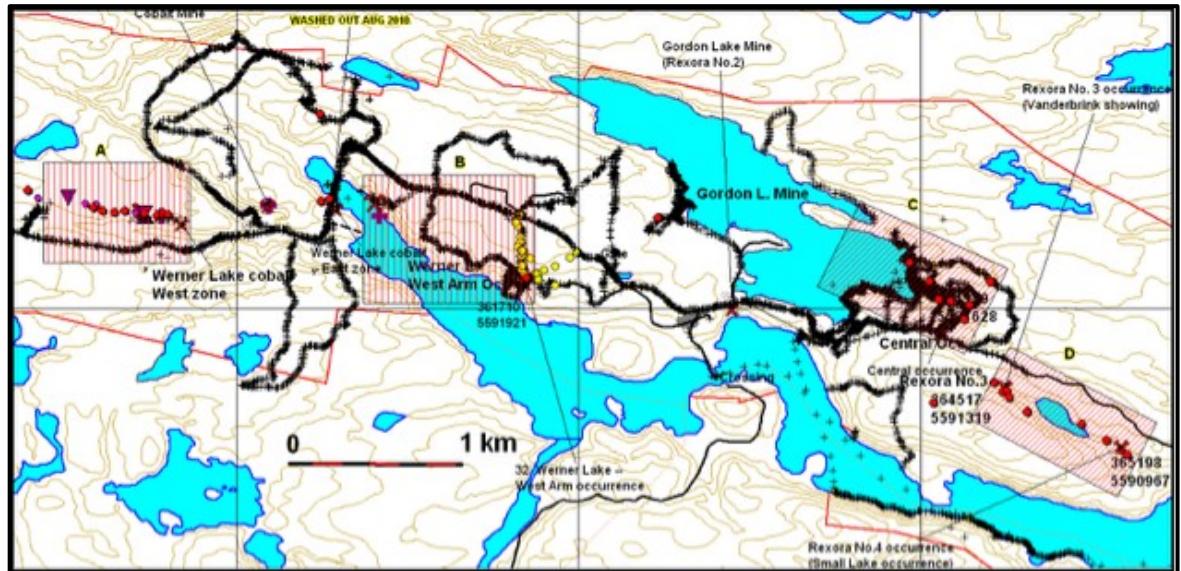 Cobalt Mine
WASHED OUT AUG 2010
Gordon Lake Mine
(Rexora No.2)
Rexora No. 3 occurrence
(Vanderbrink showing)
A
B
C
Gordon L. Mine
Werner Lake cobalt
East zone
Werner Lake cobalt
West zone
Werner
West Arm
361710
5591921
628
Central
Central occurrence
D
Rexora No.3
364517
5591319
Crossing
0 1 km
32. Werner Lake –
West Arm occurrence
365198
5590967
Rexora No.4 occurrence
(Small Lake occurrence)